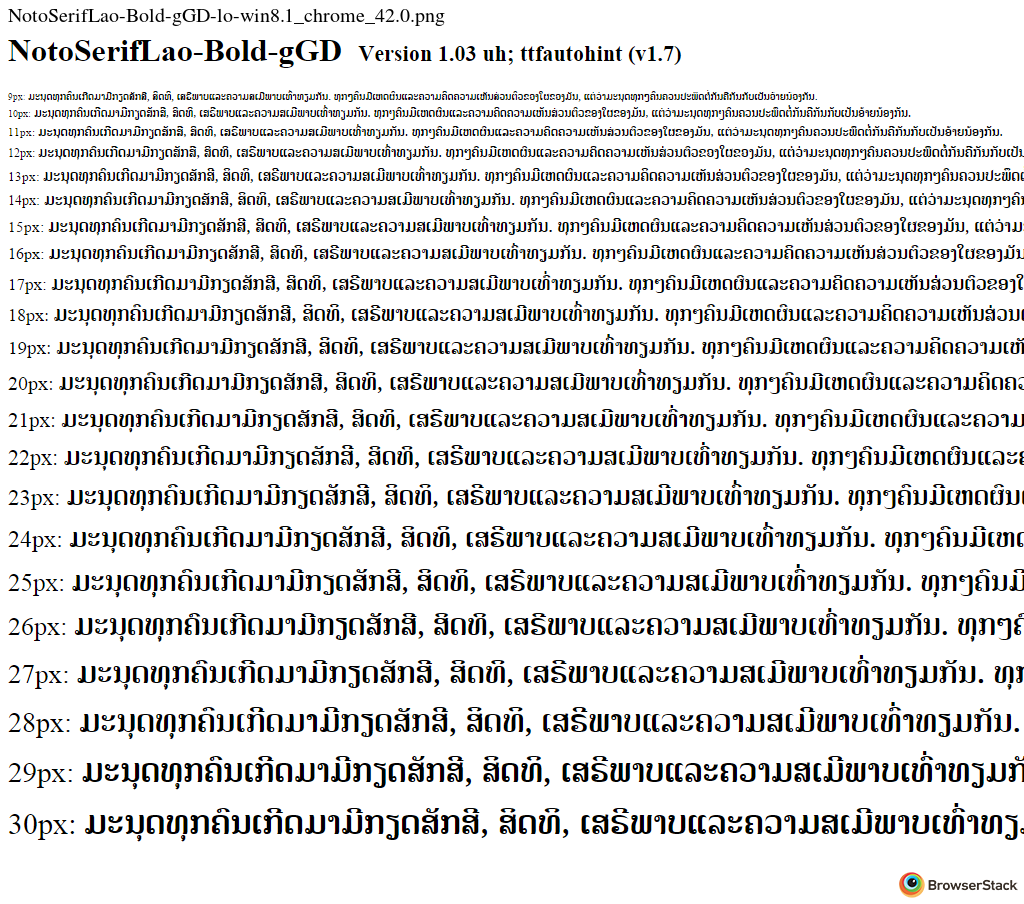 NotoSerifLao-Bold-gGD-lo-win8.1_chrome_42.0.png
NotoSerifLao-Bold-gGD Version 1.03 uh; ttfautohint (v1.7)
9px: ມະນຸດທຸກຄົນເກີດມາມີກຽດສັກສີ, ສິດທິ, ເສຣີພາບແລະຄວາມສເມີພາບເທົ່າທຽມກັນ. ທຸກໆຄົນມີເຫດຜົນແລະຄວາມຄິດຄວາມເຫັນສ່ວນຕົວຂອງໃຜຂອງມັນ, ແຕ່ວ່າມະນຸດທຸກໆຄົນຄວນປະພຶດຕໍ່ກັນຄືກັນກັບເປັນອ້າຍນ້ອງກັນ.
10px: ມະນຸດທຸກຄົນເກີດມາມີກຽດສັກສີ, ສິດທິ, ເສຣີພາບແລະຄວາມສເມີພາບເທົ່າທຽມກັນ. ທຸກໆຄົນມີເຫດຜົນແລະຄວາມຄິດຄວາມເຫັນສ່ວນຕົວຂອງໃຜຂອງມັນ, ແຕ່ວ່າມະນຸດທຸກໆຄົນຄວນປະພຶດຕໍ່ກັນຄືກັນກັບເປັນອ້າຍນ້ອງກັນ.
11px: ມະນຸດທຸກຄົນເກີດມາມີກຽດສັກສີ, ສິດທິ, ເສຣີພາບແລະຄວາມສເມີພາບເທົ່າທຽມກັນ. ທຸກໆຄົນມີເຫດຜົນແລະຄວາມຄິດຄວາມເຫັນສ່ວນຕົວຂອງໃຜຂອງມັນ, ແຕ່ວ່າມະນຸດທຸກໆຄົນຄວນປະພຶດຕໍ່ກັນຄືກັນກັບເປັນອ້າຍນ້ອງກັນ.
12px: ມະນຸດທຸກຄົນເກີດມາມີກຽດສັກສີ, ສິດທິ, ເສຣີພາບແລະຄວາມສເມີພາບເທົ່າທຽມກັນ. ທຸກໆຄົນມີເຫດຜົນແລະຄວາມຄິດຄວາມເຫັນສ່ວນຕົວຂອງໃຜຂອງມັນ, ແຕ່ວ່າມະນຸດທຸກໆຄົນຄວນປະພຶດຕໍ່ກັນຄືກັນກັບເປັ
13px: ມະນຸດທຸກຄົນເກີດມາມີກຽດສັກສີ, ສິດທິ, ເສຣີພາບແລະຄວາມສເມີພາບເທົ່າທຽມກັນ. ທຸກໆຄົນມີເຫດຜົນແລະຄວາມຄິດຄວາມເຫັນສ່ວນຕົວຂອງໃຜຂອງມັນ, ແຕ່ວ່າມະນຸດທຸກໆຄົນຄວນປະພຶດ
14px: ມະນຸດທຸກຄົນເກີດມາມີກຽດສັກສີ, ສິດທິ, ເສຣີພາບແລະຄວາມສເມີພາບເທົ່າທຽມກັນ. ທຸກໆຄົນມີເຫດຜົນແລະຄວາມຄິດຄວາມເຫັນສ່ວນຕົວຂອງໃຜຂອງມັນ, ແຕ່ວ່າມະນຸດທຸກໆຄົນ
15px: ມະນຸດທຸກຄົນເກີດມາມີກຽດສັກສີ, ສິດທິ, ເສຣີພາບແລະຄວາມສເມີພາບເທົ່າທຽມກັນ. ທຸກໆຄົນມີເຫດຜົນແລະຄວາມຄິດຄວາມເຫັນສ່ວນຕົວຂອງໃຜຂອງມັນ, ແຕ່ວ່າມ
16px: ມະນຸດທຸກຄົນເກີດມາມີກຽດສັກສີ, ສິດທິ, ເສຣີພາບແລະຄວາມສເມີພາບເທົ່າທຽມກັນ. ທຸກໆຄົນມີເຫດຜົນແລະຄວາມຄິດຄວາມເຫັນສ່ວນຕົວຂອງໃຜຂອງມັນ
17px: ມະນຸດທຸກຄົນເກີດມາມີກຽດສັກສີ, ສິດທິ, ເສຣີພາບແລະຄວາມສເມີພາບເທົ່າທຽມກັນ. ທຸກໆຄົນມີເຫດຜົນແລະຄວາມຄິດຄວາມເຫັນສ່ວນຕົວຂອງໃ
18px: ມະນຸດທຸກຄົນເກີດມາມີກຽດສັກສີ, ສິດທິ, ເສຣີພາບແລະຄວາມສເມີພາບເທົ່າທຽມກັນ. ທຸກໆຄົນມີເຫດຜົນແລະຄວາມຄິດຄວາມເຫັນສ່ວນ
19px: ມະນຸດທຸກຄົນເກີດມາມີກຽດສັກສີ, ສິດທິ, ເສຣີພາບແລະຄວາມສເມີພາບເທົ່າທຽມກັນ. ທຸກໆຄົນມີເຫດຜົນແລະຄວາມຄິດຄວາມເຫັ
20px: ມະນຸດທຸກຄົນເກີດມາມີກຽດສັກສີ, ສິດທິ, ເສຣີພາບແລະຄວາມສເມີພາບເທົ່າທຽມກັນ. ທຸກໆຄົນມີເຫດຜົນແລະຄວາມຄິດຄວ
21px: ມະນຸດທຸກຄົນເກີດມາມີກຽດສັກສີ, ສິດທິ, ເສຣີພາບແລະຄວາມສເມີພາບເທົ່າທຽມກັນ. ທຸກໆຄົນມີເຫດຜົນແລະຄວາມ
22px: ມະນຸດທຸກຄົນເກີດມາມີກຽດສັກສີ, ສິດທິ, ເສຣີພາບແລະຄວາມສເມີພາບເທົ່າທຽມກັນ. ທຸກໆຄົນມີເຫດຜົນແລະຄ
23px: ມະນຸດທຸກຄົນເກີດມາມີກຽດສັກສີ, ສິດທິ, ເສຣີພາບແລະຄວາມສເມີພາບເທົ່າທຽມກັນ. ທຸກໆຄົນມີເຫດຜົນແ
24px: ມະນຸດທຸກຄົນເກີດມາມີກຽດສັກສີ, ສິດທິ, ເສຣີພາບແລະຄວາມສເມີພາບເທົ່າທຽມກັນ. ທຸກໆຄົນມີເຫດ
25px: ມະນຸດທຸກຄົນເກີດມາມີກຽດສັກສີ, ສິດທິ, ເສຣີພາບແລະຄວາມສເມີພາບເທົ່າທຽມກັນ. ທຸກໆຄົນມີ
26px: ມະນຸດທຸກຄົນເກີດມາມີກຽດສັກສີ, ສິດທິ, ເສຣີພາບແລະຄວາມສເມີພາບເທົ່າທຽມກັນ. ທຸກໆຄົ
27px: ມະນຸດທຸກຄົນເກີດມາມີກຽດສັກສີ, ສິດທິ, ເສຣີພາບແລະຄວາມສເມີພາບເທົ່າທຽມກັນ. ທຸກ
28px: ມະນຸດທຸກຄົນເກີດມາມີກຽດສັກສີ, ສິດທິ, ເສຣີພາບແລະຄວາມສເມີພາບເທົ່າທຽມກັນ.
29px: ມະນຸດທຸກຄົນເກີດມາມີກຽດສັກສີ, ສິດທິ, ເສຣີພາບແລະຄວາມສເມີພາບເທົ່າທຽມກັ
30px: ມະນຸດທຸກຄົນເກີດມາມີກຽດສັກສີ, ສິດທິ, ເສຣີພາບແລະຄວາມສເມີພາບເທົ່າທຽ
BrowserStack